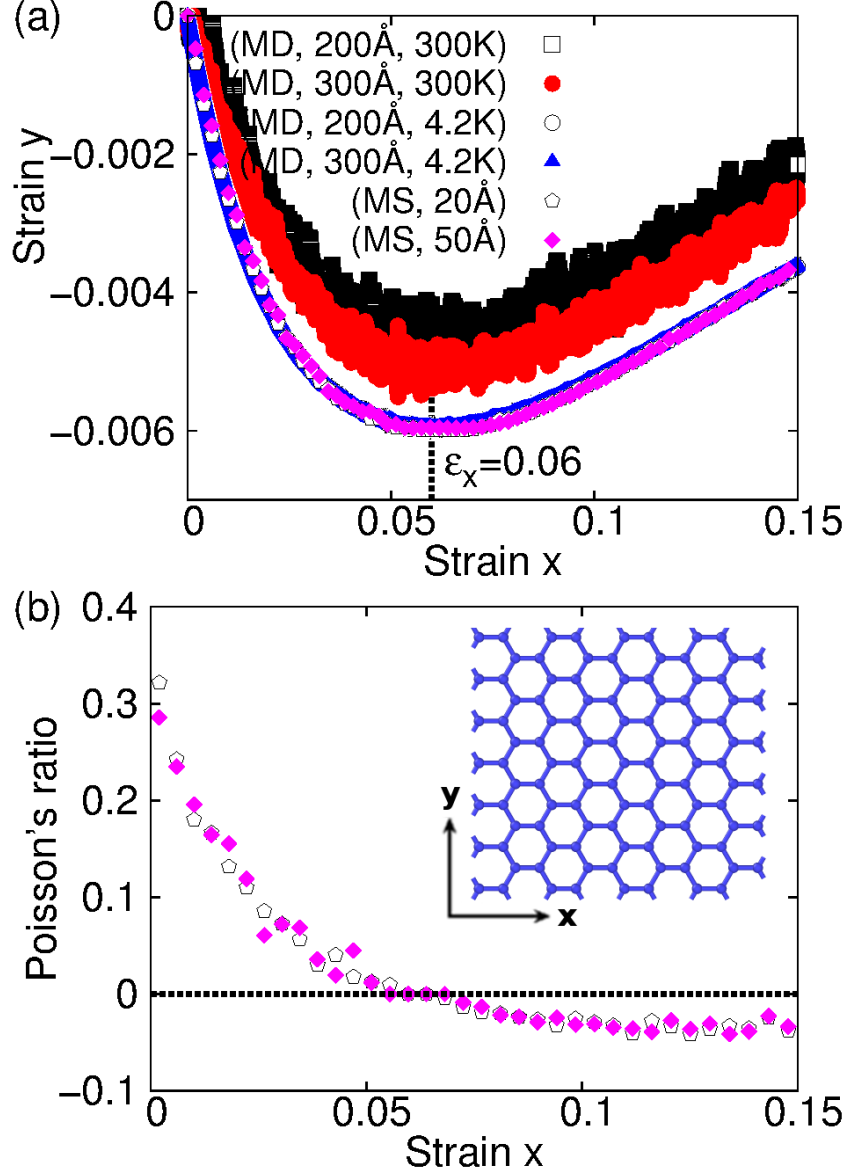 (a)
0
(MD, 200Å, 300K)
(MD, 300Å, 300K)
(MD, 200Å, 4.2K)
(MD, 300Å, 4.2K)
(MS, 20Å)
(MS, 50Å)
Strain y
−0.002
−0.004
−0.006
εx=0.06
0
0.05
0.1
0.15
Strain x
(b)
0.4
0.3
0.2
0.1
0
−0.1
Poisson's ratio
y
x
0
0.05
0.1
0.15
Strain x